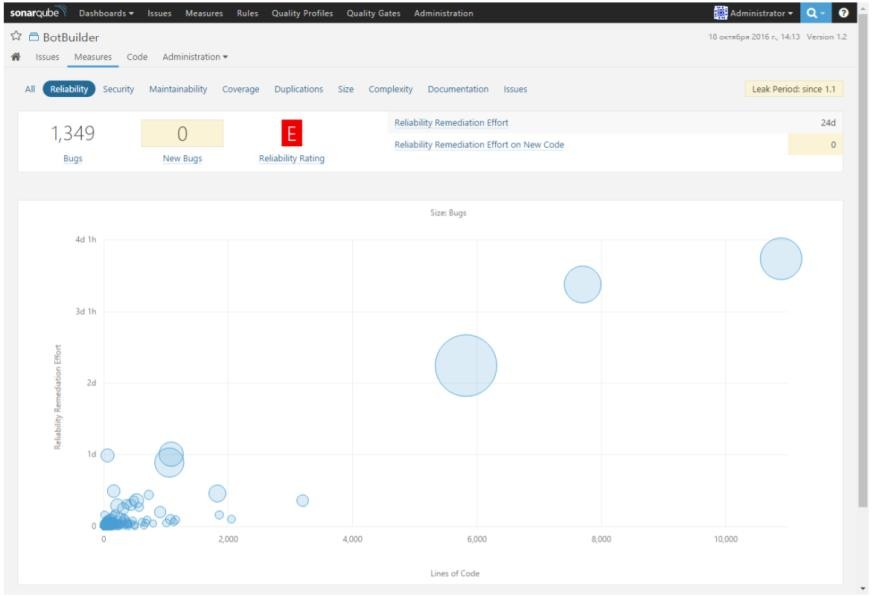 sonarqube Dashboards Issues Measures Rules Quality Profiles Quality Gates Administration Administrator
BotBuilder
18 октября 2016 г., 14:13 Version 1.2
Issues Measures Code Administration
All Reliability Security Maintainability Coverage Duplications Size Complexity Documentation Issues
Leak Period: since 1.1
1,349
Bugs
0
New Bugs
E
Reliability Rating
Reliability Remediation Effort 24d
Reliability Remediation Effort on New Code 0
Size: Bugs
4d 1h
3d 1h
2d
1d
0
Reliability Remediation Effort
0 2,000 4,000 6,000 8,000 10,000
Lines of Code